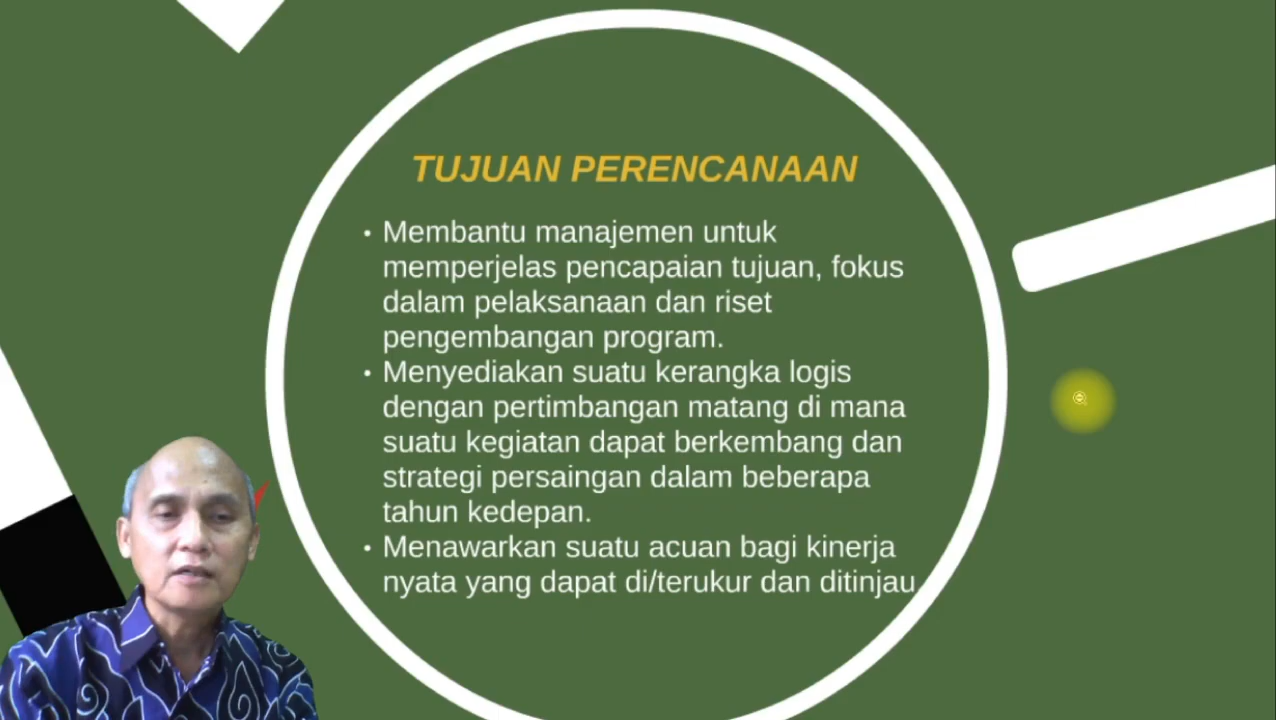 TUJUAN PERENCANAAN
• Membantu manajemen untuk
memperjelas pencapaian tujuan, fokus
dalam pelaksanaan dan riset
pengembangan program.
• Menyediakan suatu kerangka logis
dengan pertimbangan matang di mana
suatu kegiatan dapat berkembang dan
strategi persaingan dalam beberapa
tahun kedepan.
• Menawarkan suatu acuan bagi kinerja
nyata yang dapat di/terukur dan ditinjau.